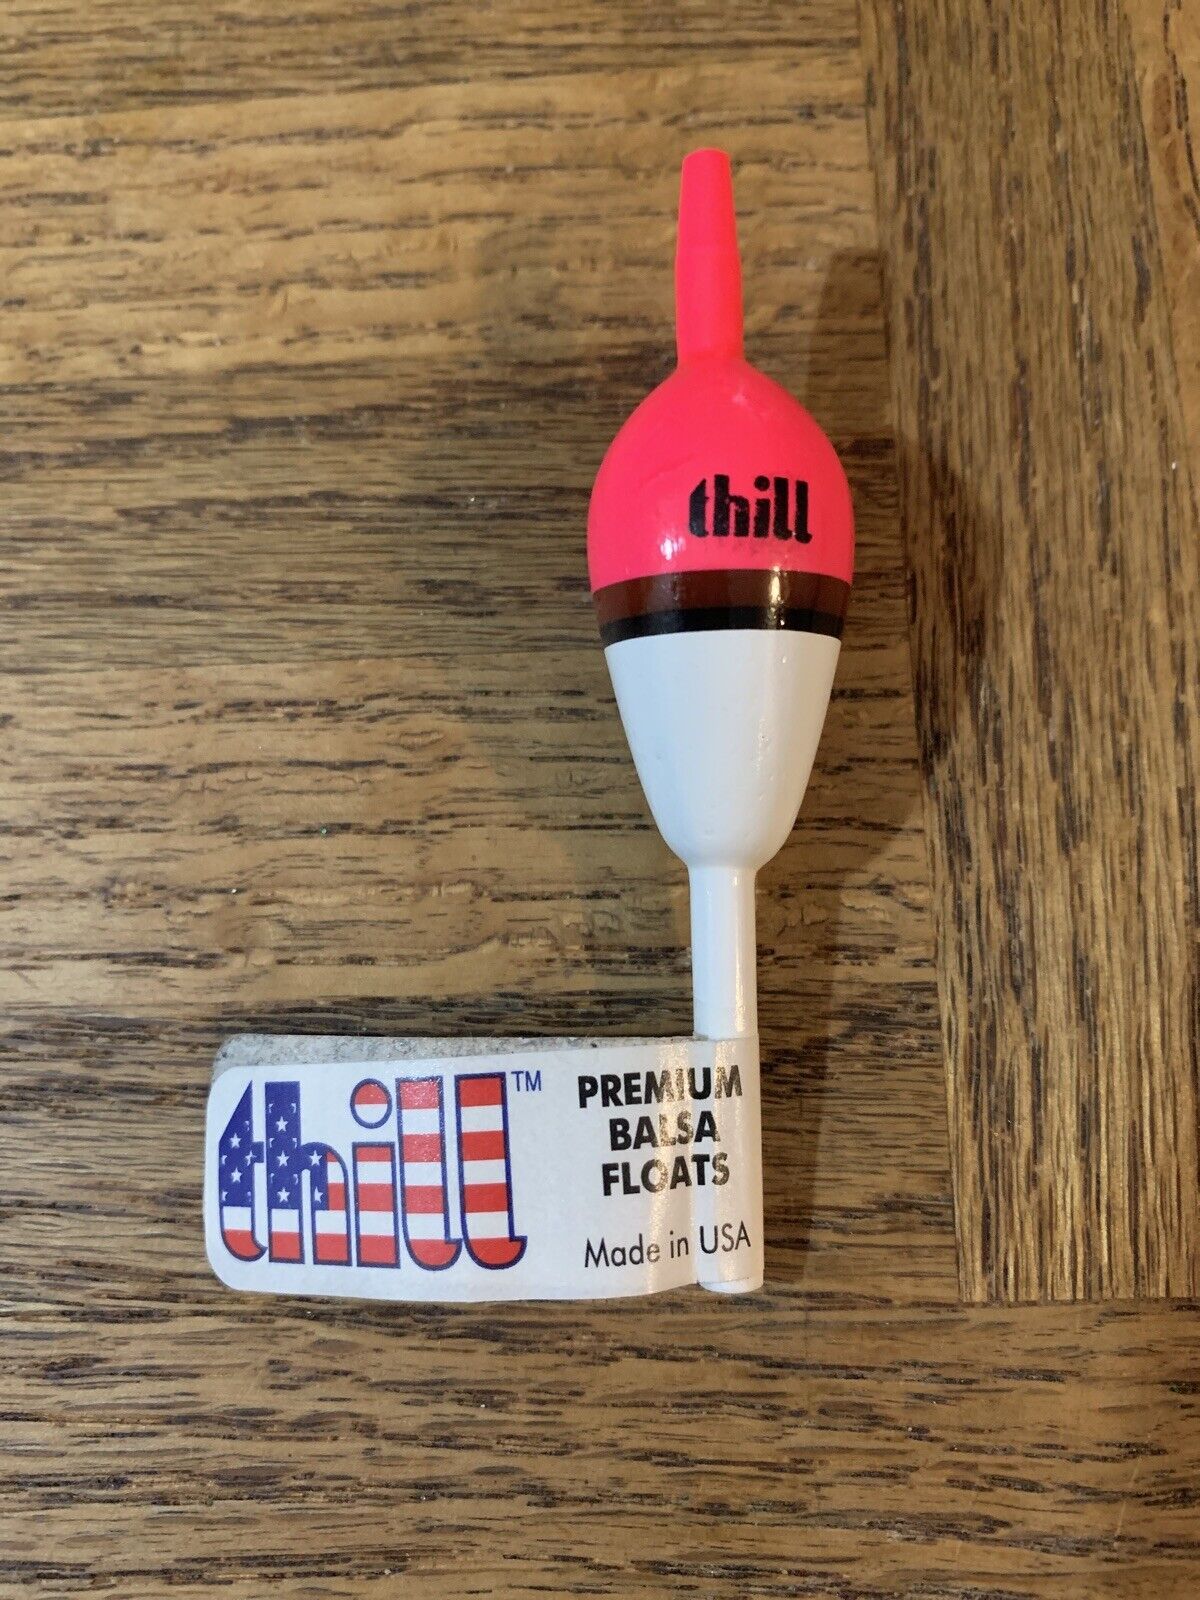 thill
thill™
PREMIUM
BALSA
FLOATS
Made in USA